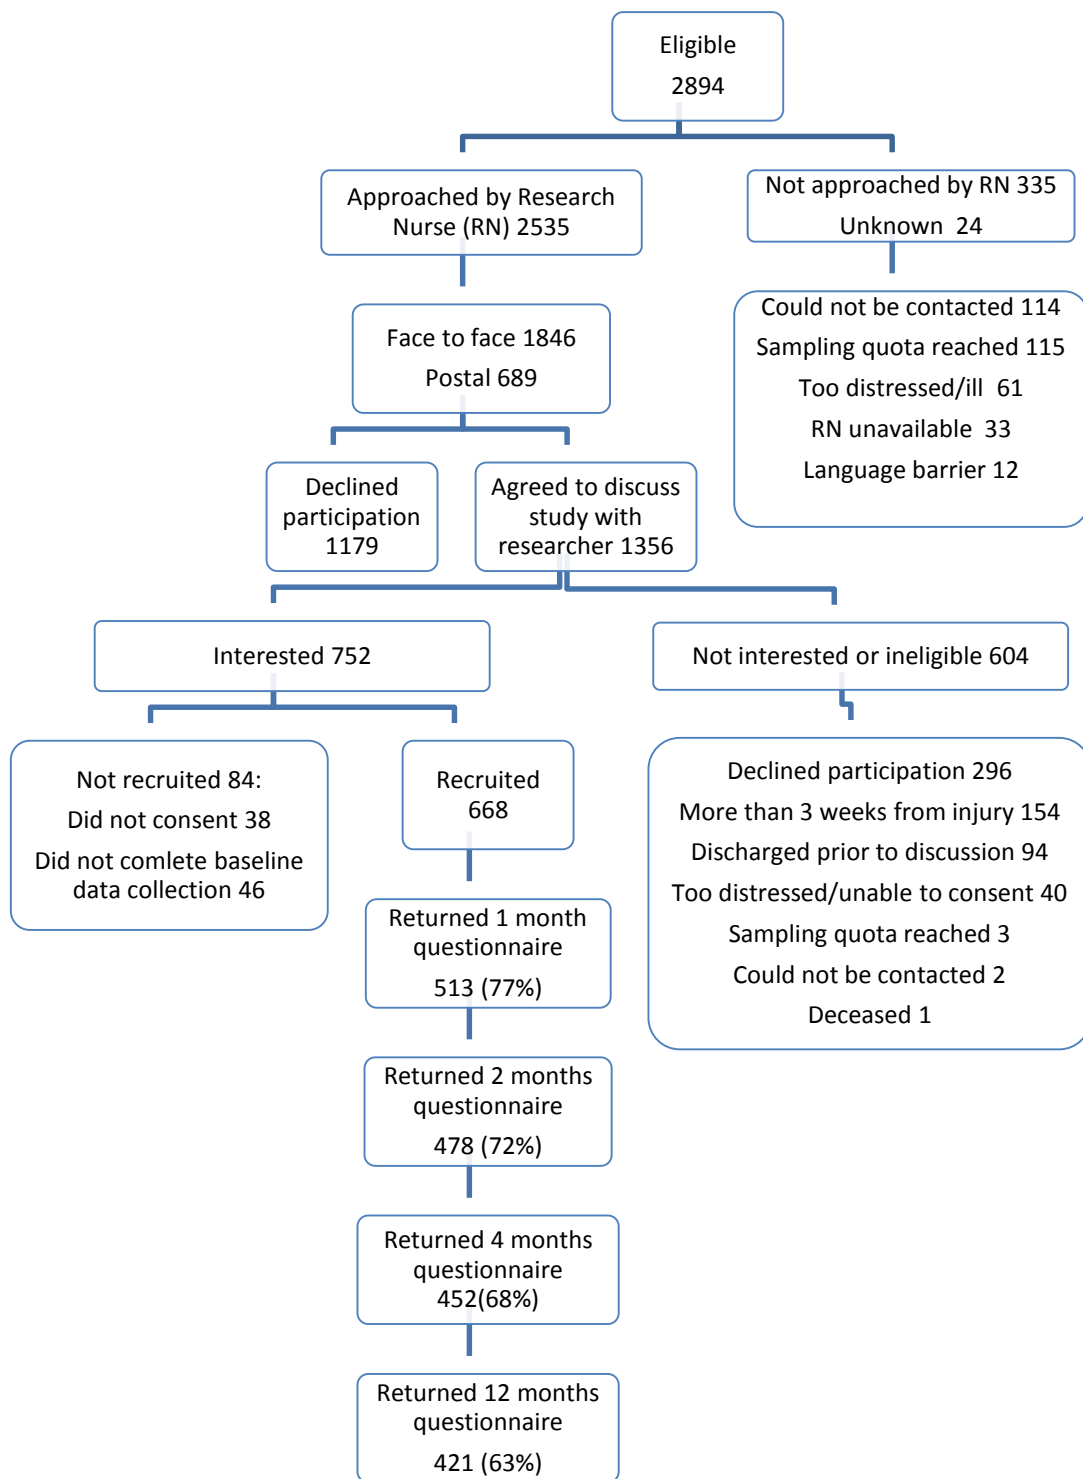 Eligible
2894
Approached by Research
Nurse (RN) 2535
Not approached by RN 335
Unknown  24
Could not be contacted 114
Sampling quota reached 115
Too distressed/ill  61
RN unavailable  33
Language barrier 12
Face to face 1846
Postal 689
Declined
participation
1179
Agreed to discuss
study with
researcher 1356
Interested 752
Not interested or ineligible 604
Not recruited 84:
Did not consent 38
Did not comlete baseline
data collection 46
Recruited
668
Declined participation 296
More than 3 weeks from injury 154
Discharged prior to discussion 94
Too distressed/unable to consent 40
Sampling quota reached 3
Could not be contacted 2
Deceased 1
Returned 1 month
questionnaire
513 (77%)
Returned 2 months
questionnaire
478 (72%)
Returned 4 months
questionnaire
452(68%)
Returned 12 months
questionnaire
421 (63%)